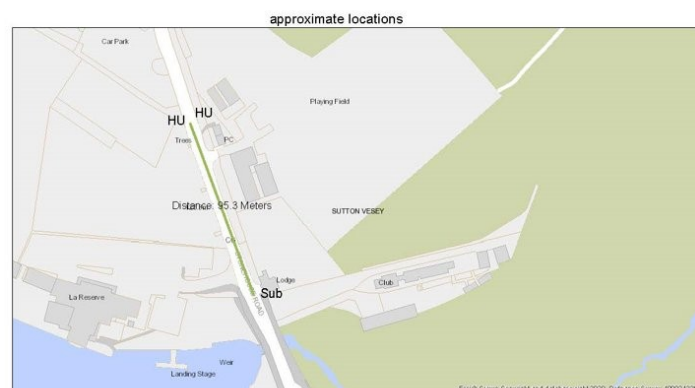 approximate locations
Car Park
Playing Field
HU
HU
Trees
PC
Distance: 95.3 Meters
SUTTON VESEY
ROAD
Lodge
Club
Sub
La Reserve
Weir
Landing Stage